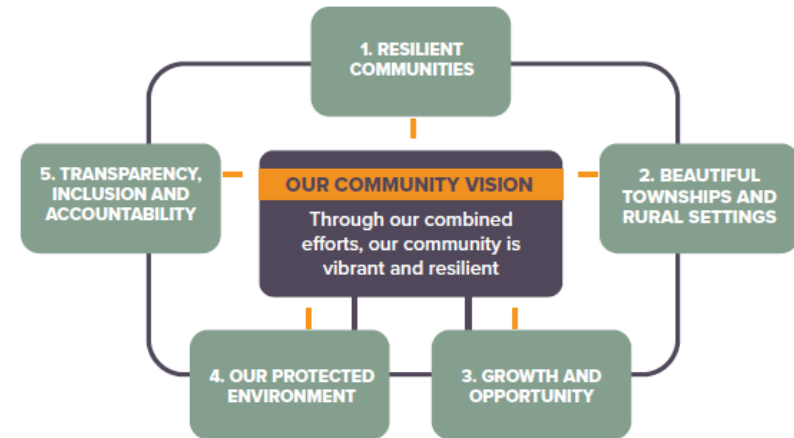 1. RESILIENT
COMMUNITIES
2. BEAUTIFUL
TOWNSHIPS AND
RURAL SETTINGS
3. GROWTH AND
OPPORTUNITY
4. OUR PROTECTED
ENVIRONMENT
5. TRANSPARENCY,
INCLUSION AND
ACCOUNTABILITY
OUR COMMUNITY VISION
Through our combined
efforts, our community is
vibrant and resilient